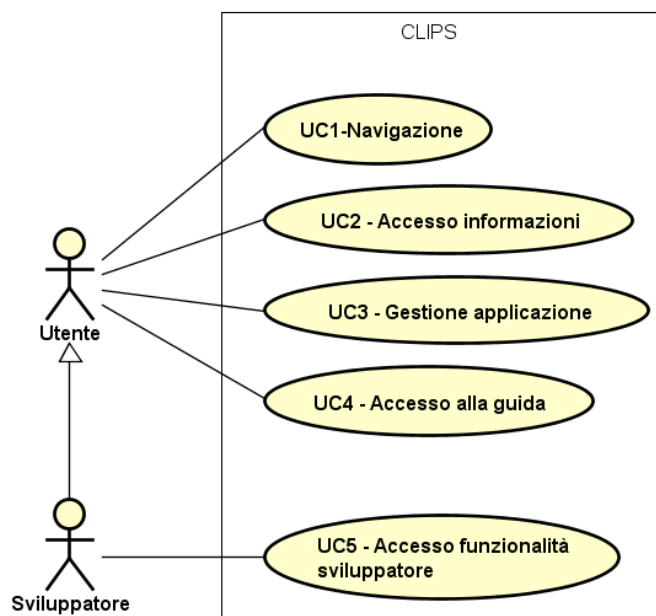 CLIPS
UC1-Navigazione
UC2 - Accesso informazioni
UC3 - Gestione applicazione
Utente
UC4 - Accesso alla guida
UC5 - Accesso funzionalità
sviluppatore
Sviluppatore